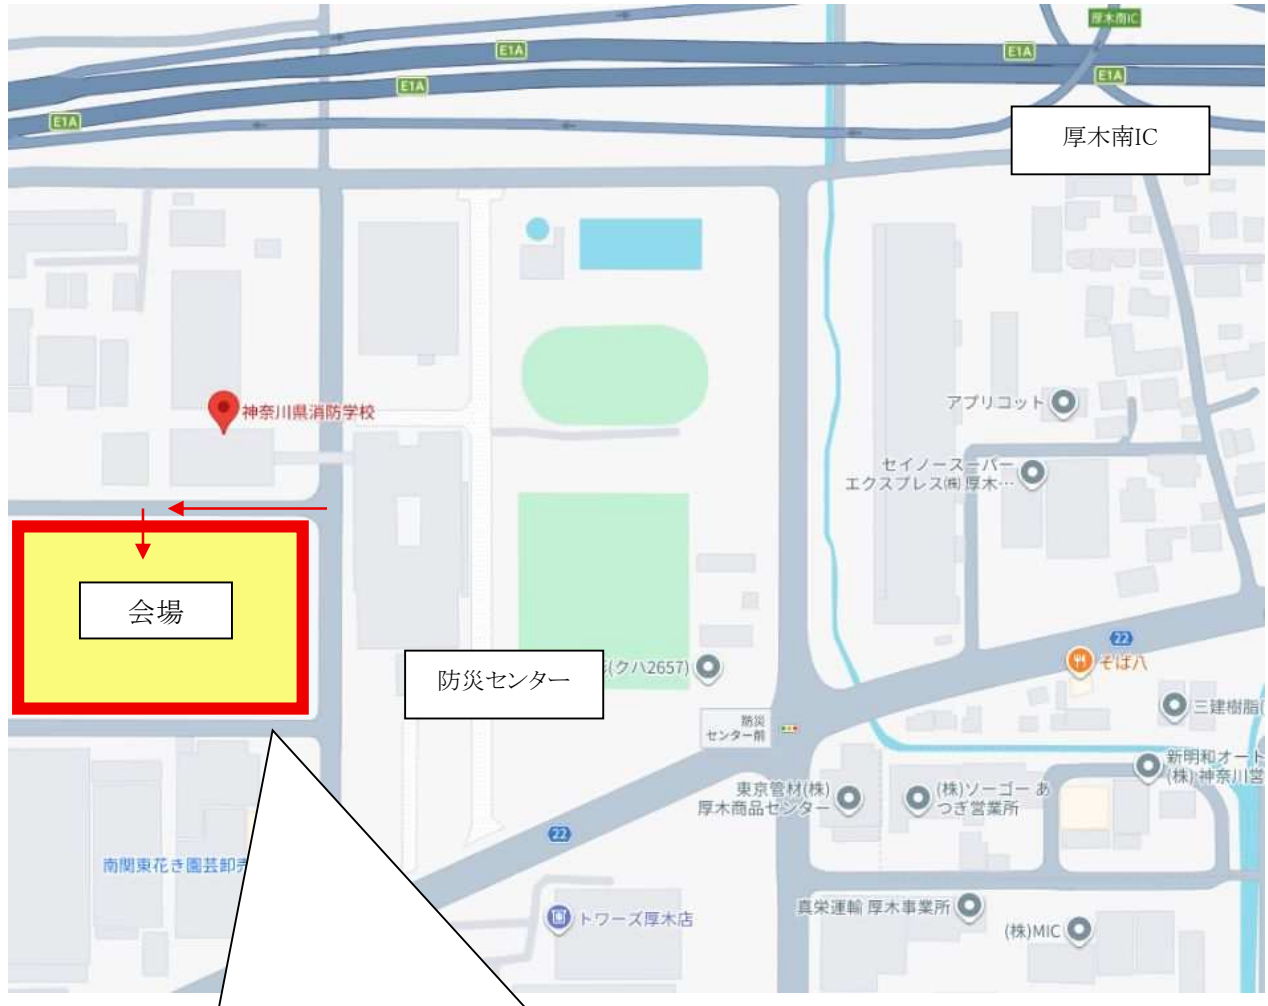 厚木南IC
E1A
E1A
E1A
E1A
E1A
厚木南IC
神奈川県消防学校
アプリコット
セイノースーパー
エクスプレス㈱ 厚木…
会場
防災センター
(クハ2657)
22
そば八
三建樹脂(
防災
センター前
新明和オート
(株) 神奈川営
東京管材(株)
厚木商品センター
(株)ソーゴー あ
つぎ営業所
22
南関東花き園芸卸売
トワーズ厚木店
真栄運輸 厚木事業所
(株)MIC